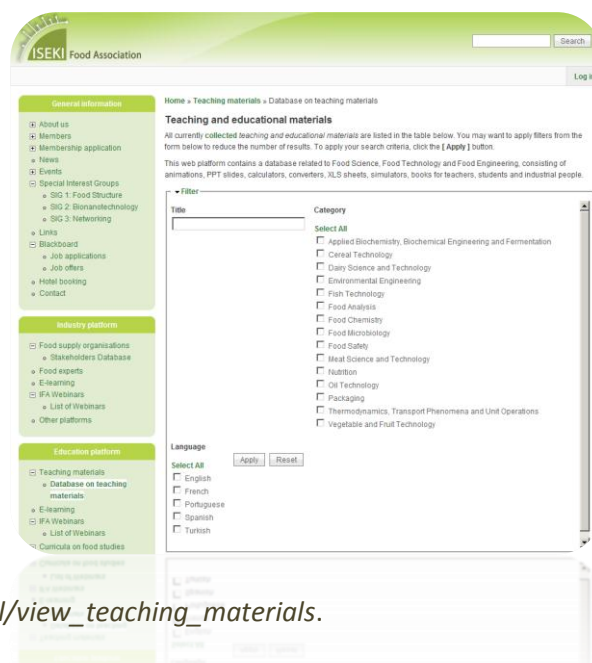 ISEKI Food Association
Search
Log i
General information
About us
Members
Membership application
News
Events
Special Interest Groups
SIG 1: Food Structure
SIG 2: Bionanotechnology
SIG 3: Networking
Links
Blackboard
Job applications
Job offers
Hotel booking
Contact
Industry platform
Food supply organisations
Stakeholders Database
Food experts
E-learning
IFA Webinars
List of Webinars
Other platforms
Education platform
Teaching materials
Database on teaching
materials
E-learning
IFA Webinars
List of Webinars
Curricula on food studies
Home » Teaching materials » Database on teaching materials
Teaching and educational materials
All currently collected teaching and educational materials are listed in the table below. You may want to apply filters from the
form below to reduce the number of results. To apply your search criteria, click the [ Apply ] button.
This web platform contains a database related to Food Science, Food Technology and Food Engineering, consisting of
animations, PPT slides, calculators, converters, XLS sheets, simulators, books for teachers, students and industrial people.
Filter
Title
Category
Select All
Applied Biochemistry, Biochemical Engineering and Fermentation
Cereal Technology
Dairy Science and Technology
Environmental Engineering
Fish Technology
Food Analysis
Food Chemistry
Food Microbiology
Food Safety
Meat Science and Technology
Nutrition
Oil Technology
Packaging
Thermodynamics, Transport Phenomena and Unit Operations
Vegetable and Fruit Technology
Language
Select All
Apply Reset
English
French
Portuguese
Spanish
Turkish
l/view_teaching_materials.